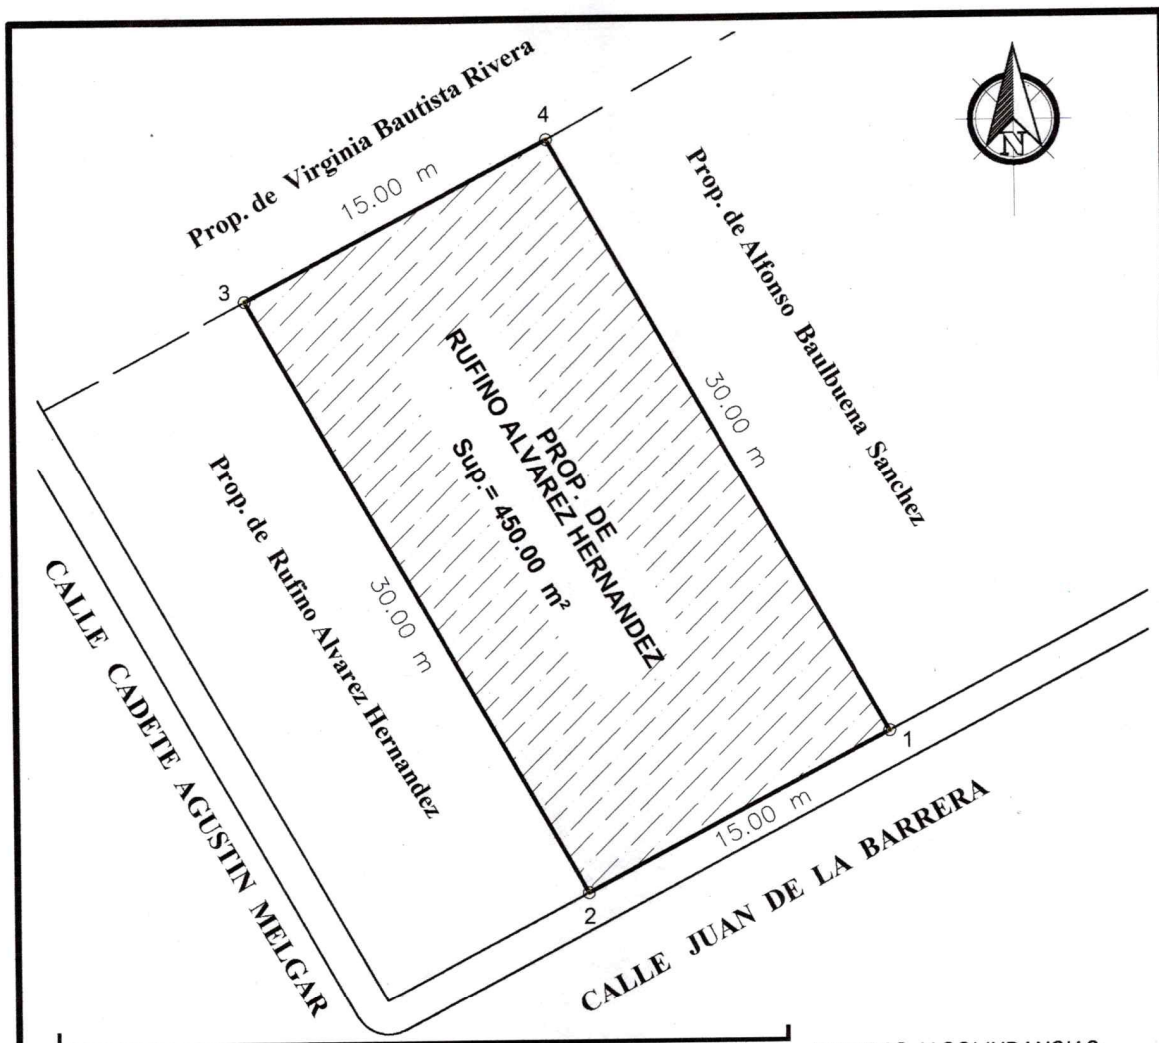 Prop. de Virginia Bautista Rivera
4
15.00 m
N
3
Prop. de Alfonso Baulbuena Sanchez
30.00 m
PROP. DE
RUFINO ALVAREZ HERNANDEZ
Sup.= 450.00 m²
30.00 m
Prop. de Rufino Alvarez Hernandez
CALLE CADETE AGUSTIN MELGAR
1
15.00 m
2
CALLE JUAN DE LA BARRERA